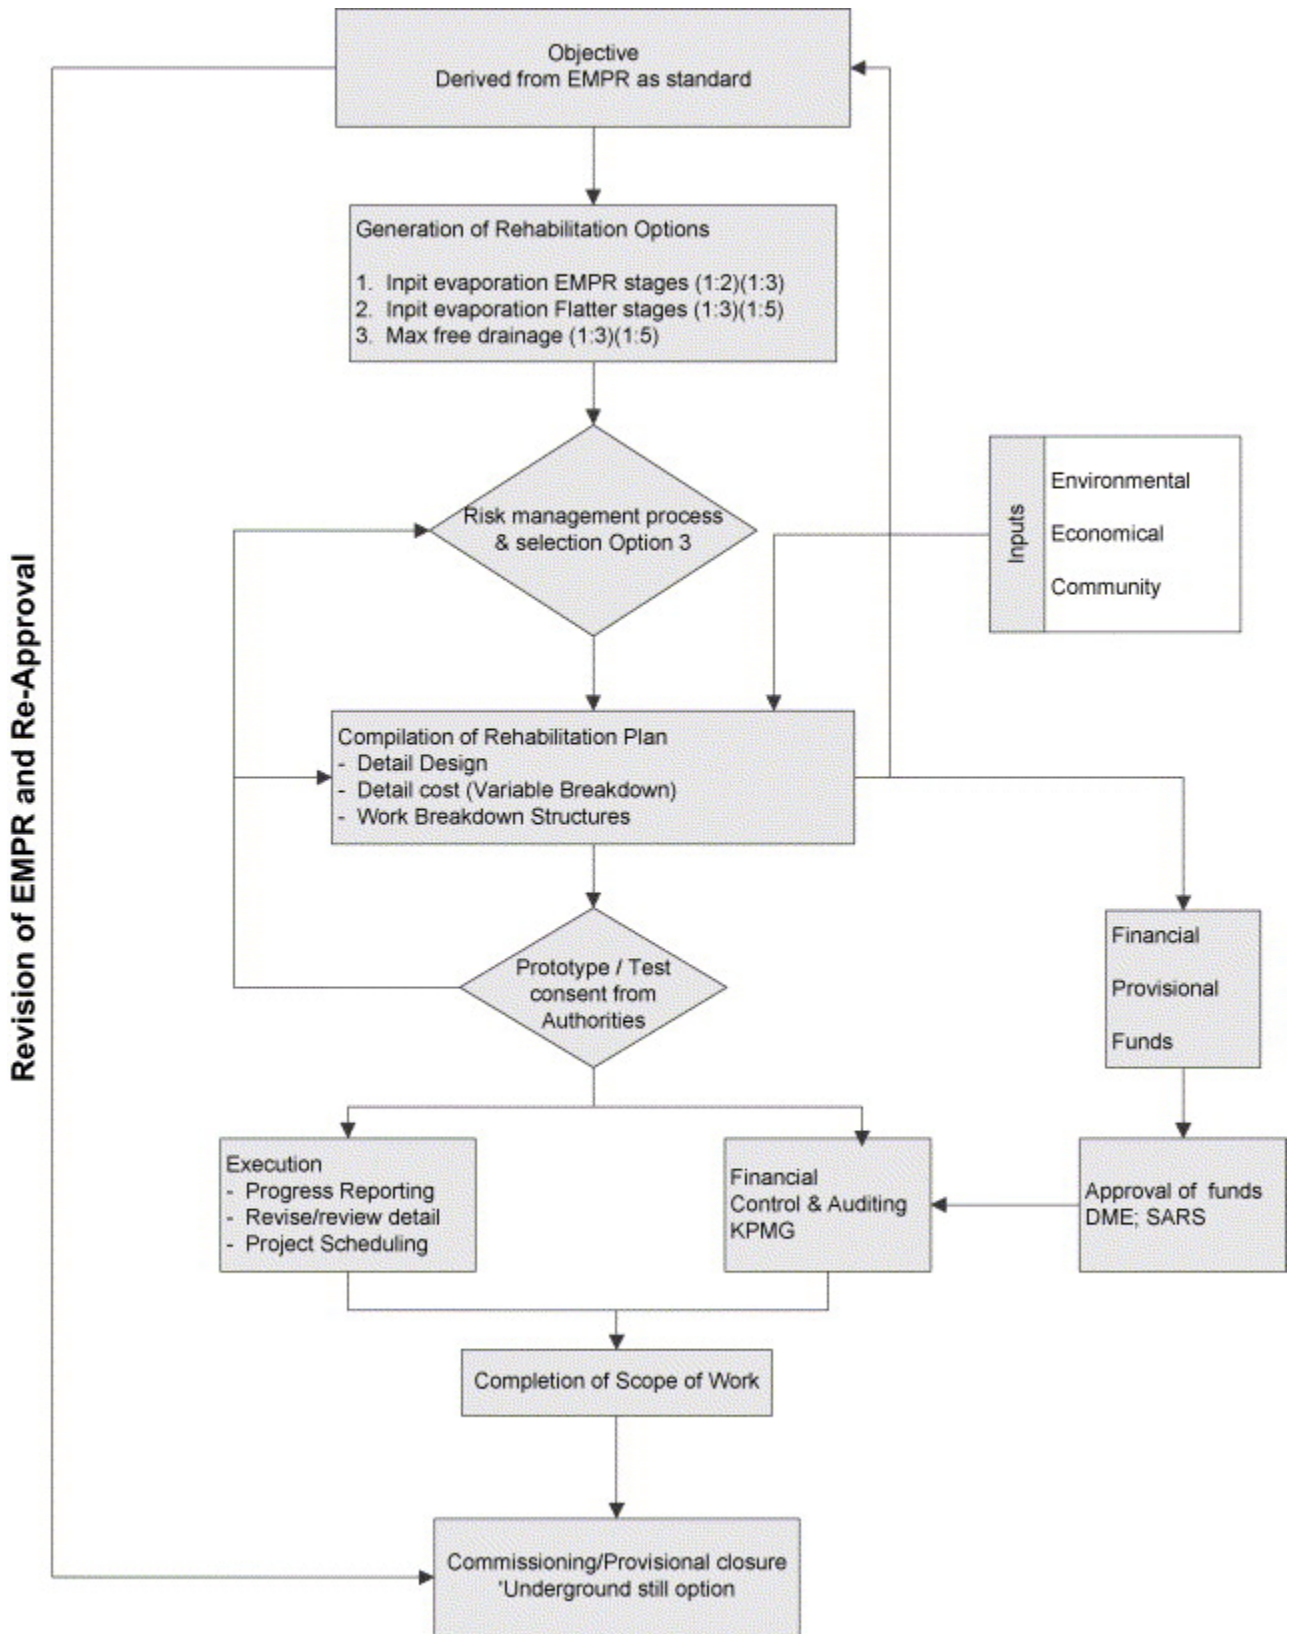 Objective
Derived from EMPR as standard
Generation of Rehabilitation Options
1. Inpit evaporation EMPR stages (1:2)(1:3)
2. Inpit evaporation Flatter stages (1:3)(1:5)
3. Max free drainage (1:3)(1:5)
Risk management process
& selection Option 3
Inputs
Environmental
Economical
Community
Revision of EMPR and Re-Approval
Compilation of Rehabilitation Plan
- Detail Design
- Detail cost (Variable Breakdown)
- Work Breakdown Structures
Prototype / Test
consent from
Authorities
Financial
Provisional
Funds
Execution
- Progress Reporting
- Revise/review detail
- Project Scheduling
Financial
Control & Auditing
KPMG
Approval of funds
DME; SARS
Completion of Scope of Work
Commissioning/Provisional closure
'Underground still option